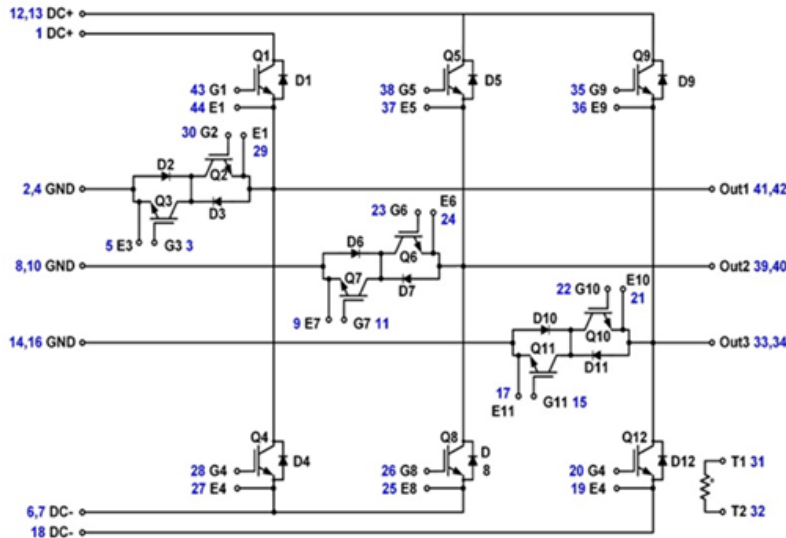 12,13 DC+
1 DC+
Q1 Q5 Q9
43 G1 D1 38 G5 D5 35 G9 D9
44 E1 37 E5 36 E9
30 G2 E1
29
D2 Q2
2,4 GND Out1 41,42
Q3 D3
23 G6 E6
24
5 E3 G3 3
D6 Q6
8,10 GND Out2 39,40
Q7 D7
22 G10 E10
21
9 E7 G7 11
D10 Q10
14,16 GND Out3 33,34
Q11 D11
17
E11 G11 15
Q4 Q8 Q12
28 G4 D4 26 G8 D 8 20 G4 D12 T1 31
27 E4 25 E8 19 E4
6,7 DC- T2 32
18 DC-